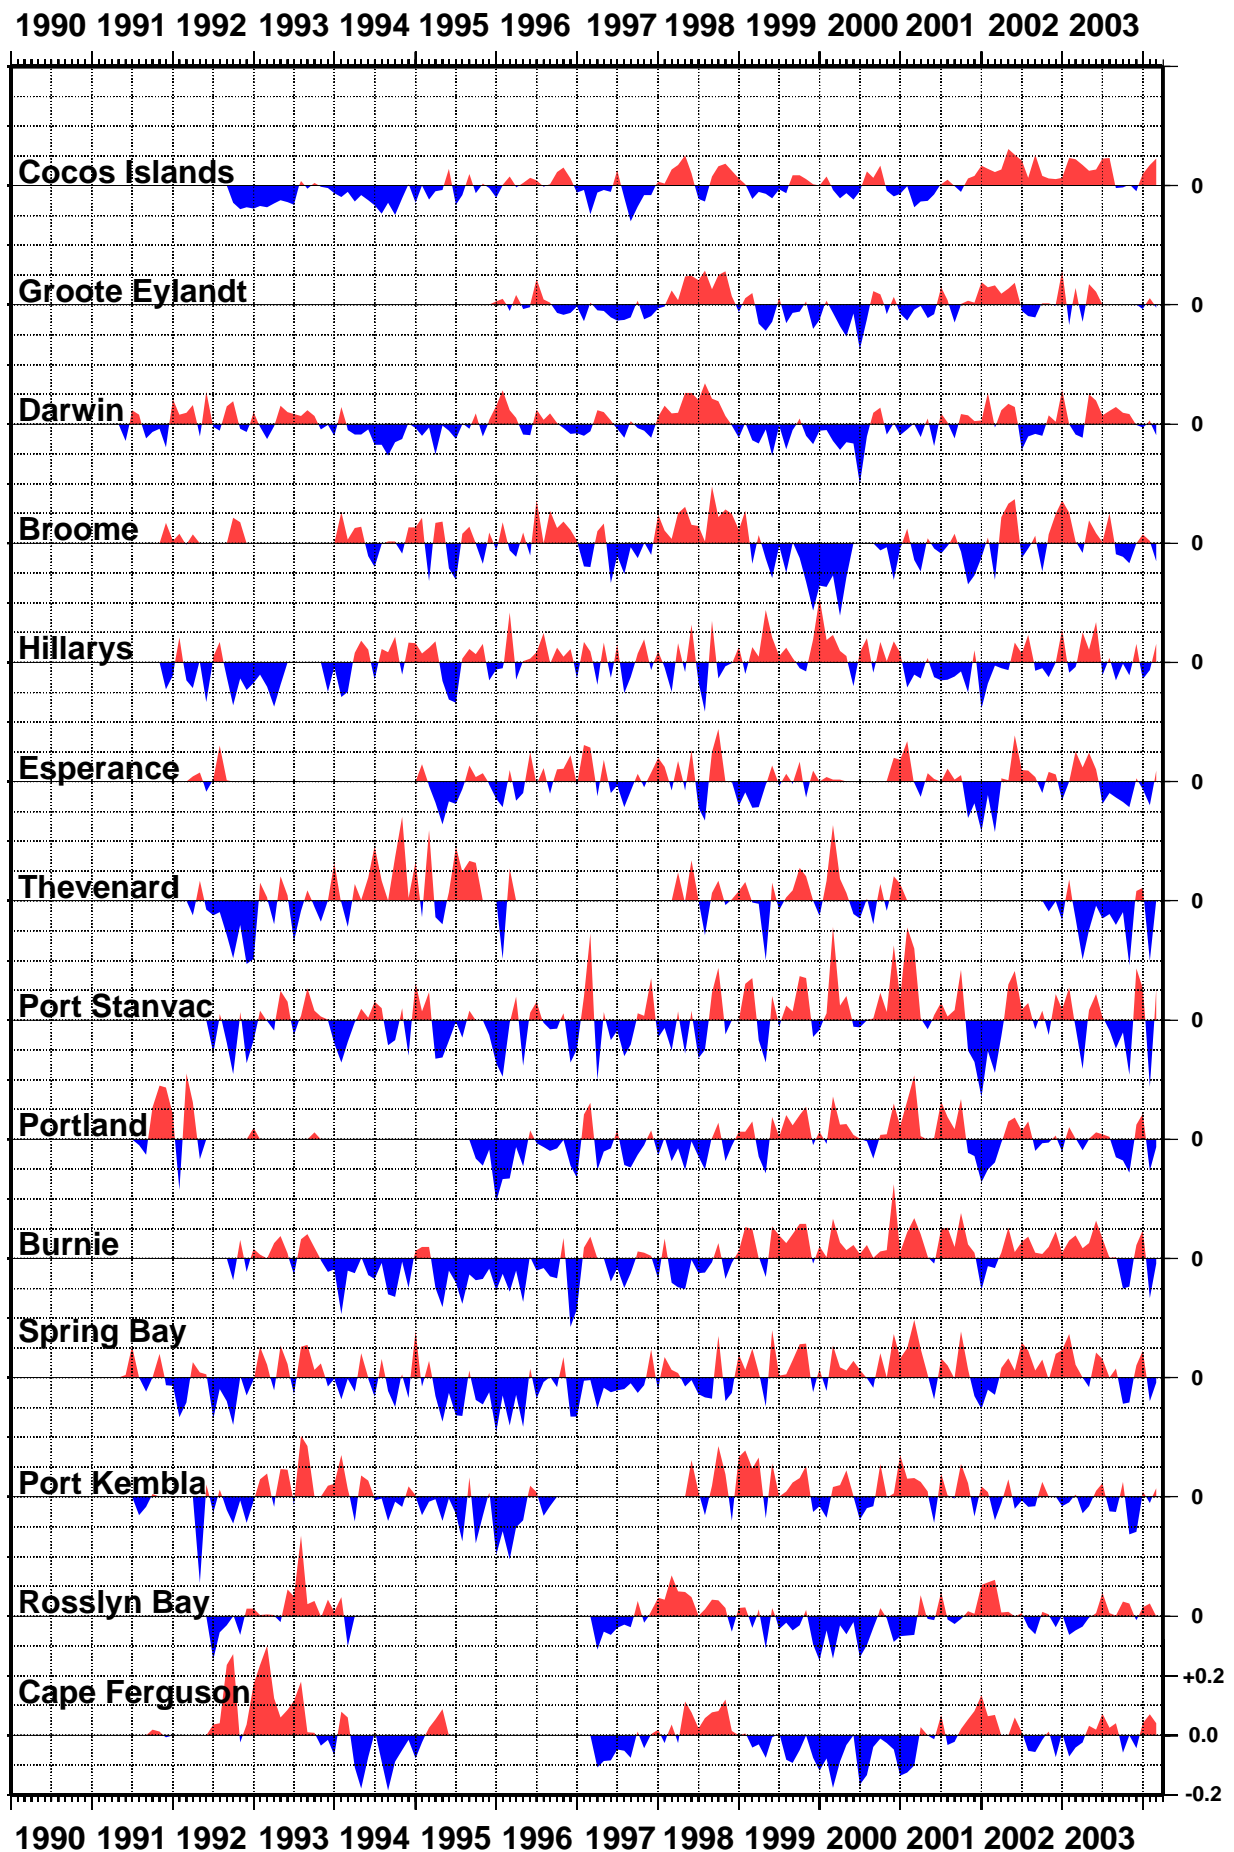 1990 1991 1992 1993 1994 1995 1996 1997 1998 1999 2000 2001 2002 2003
Cocos Islands 0
Groote Eylandt 0
Darwin 0
Broome 0
Hillarys 0
Esperance 0
Thevenard 0
Port Stanvac 0
Portland 0
Burnie 0
Spring Bay 0
Port Kembla 0
Rosslyn Bay 0
+0.2
Cape Ferguson
0.0
-0.2
1990 1991 1992 1993 1994 1995 1996 1997 1998 1999 2000 2001 2002 2003